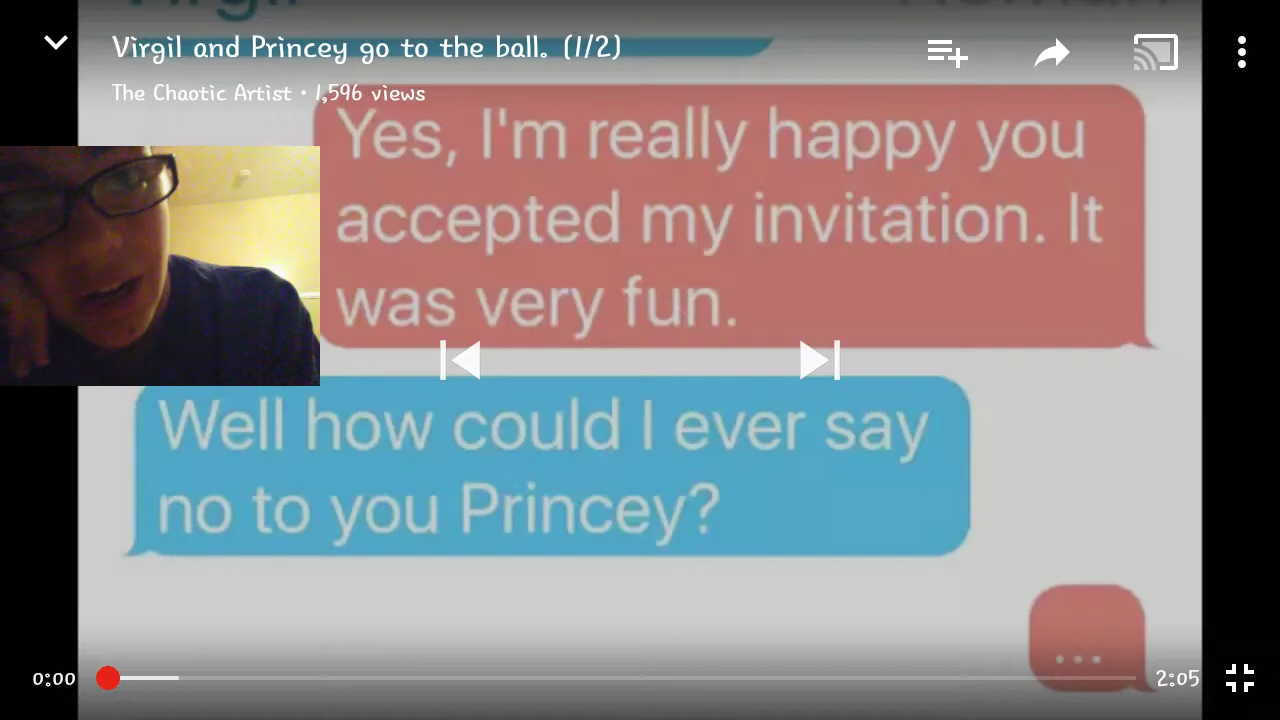 Virgil and Princey go to the ball. (1/2)
The Chaotic Artist • 1,596 views
Yes, I'm really happy you
accepted my invitation. It
was very fun.
Well how could I ever say
no to you Princey?
...
0:00
2:05